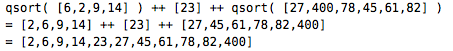 qsort( [6,2,9,14] ) ++ [23] ++ qsort( [27,400,78,45,61,82] )
= [2,6,9,14] ++ [23] ++ [27,45,61,78,82,400]
= [2,6,9,14,23,27,45,61,78,82,400]